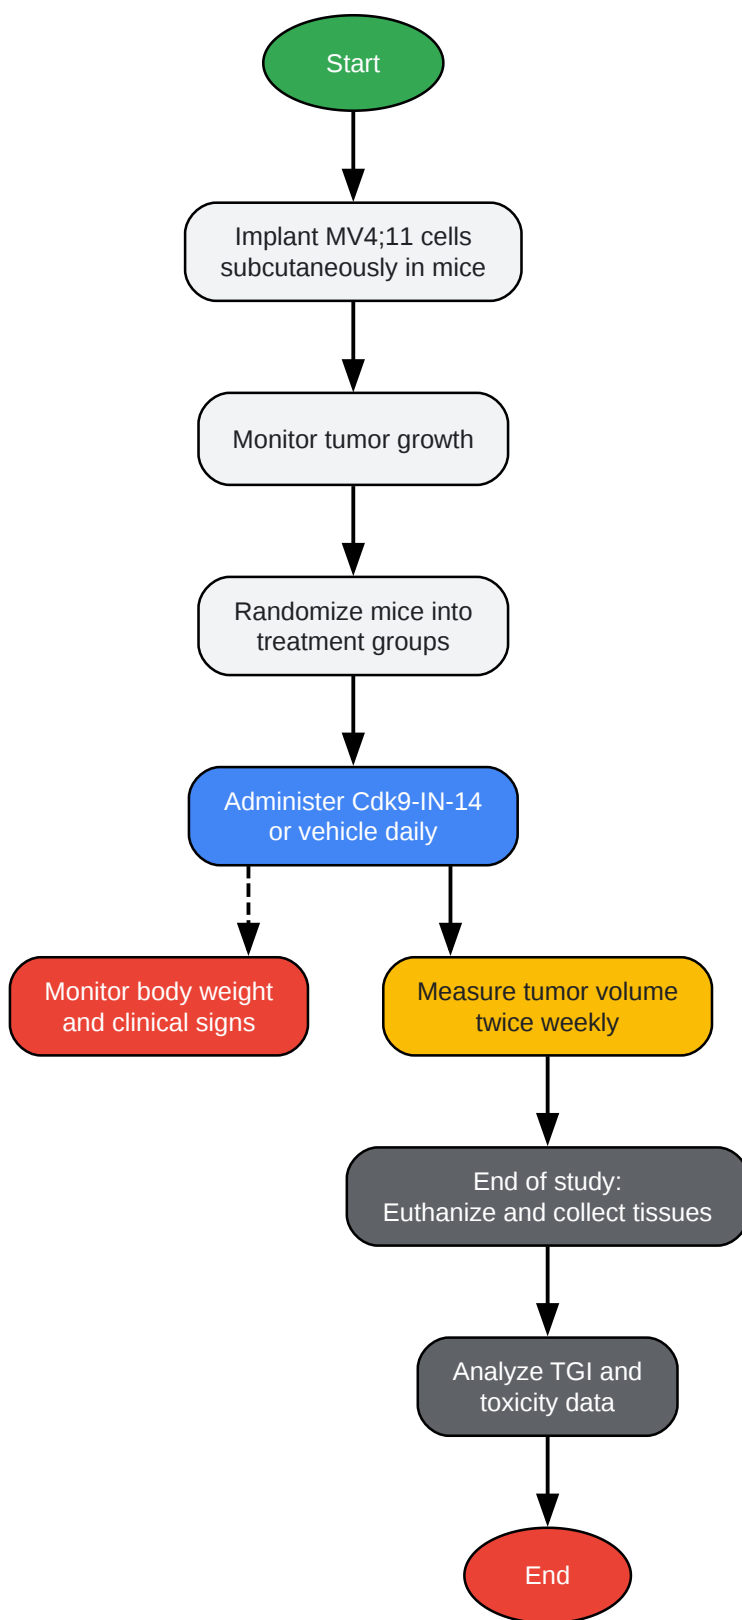 Start
Implant MV4;11 cells
subcutaneously in mice
Monitor tumor growth
Randomize mice into
treatment groups
Administer Cdk9-IN-14
or vehicle daily
Monitor body weight
and clinical signs
Measure tumor volume
twice weekly
End of study:
Euthanize and collect tissues
Analyze TGI and
toxicity data
End